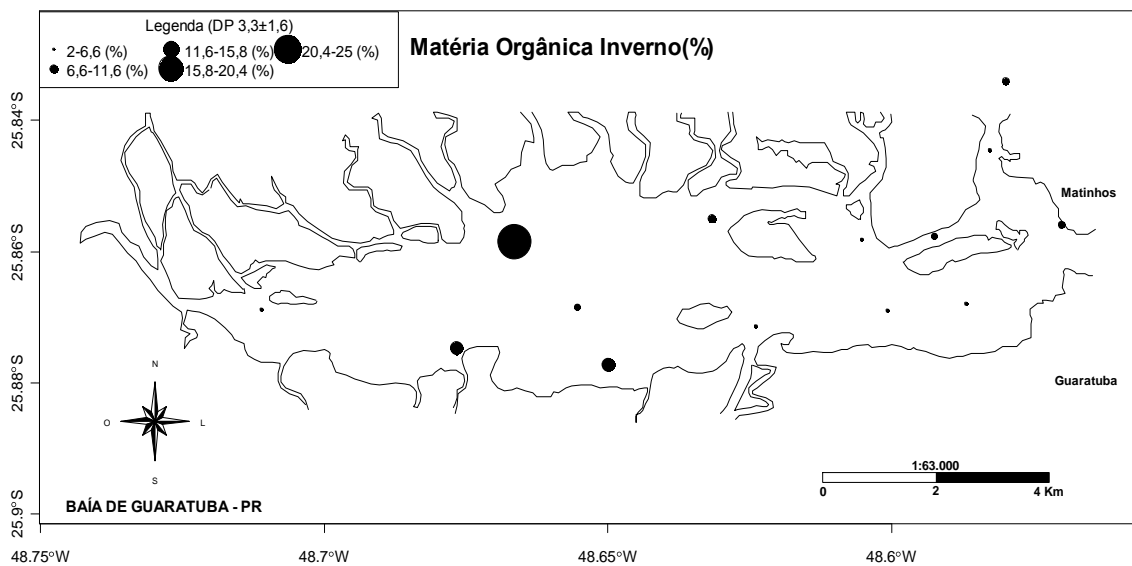 Legenda (DP 3,3±1,6)
2-6,6 (%)
11,6-15,8 (%)
20,4-25 (%)
6,6-11,6 (%)
15,8-20,4 (%)
Matéria Orgânica Inverno(%)
25.84°S
25.86°S
25.88°S
25.9°S
Matinhos
Guaratuba
N
O
L
S
BAÍA DE GUARATUBA - PR
1:63.000
0
2
4 Km
48.75°W
48.7°W
48.65°W
48.6°W